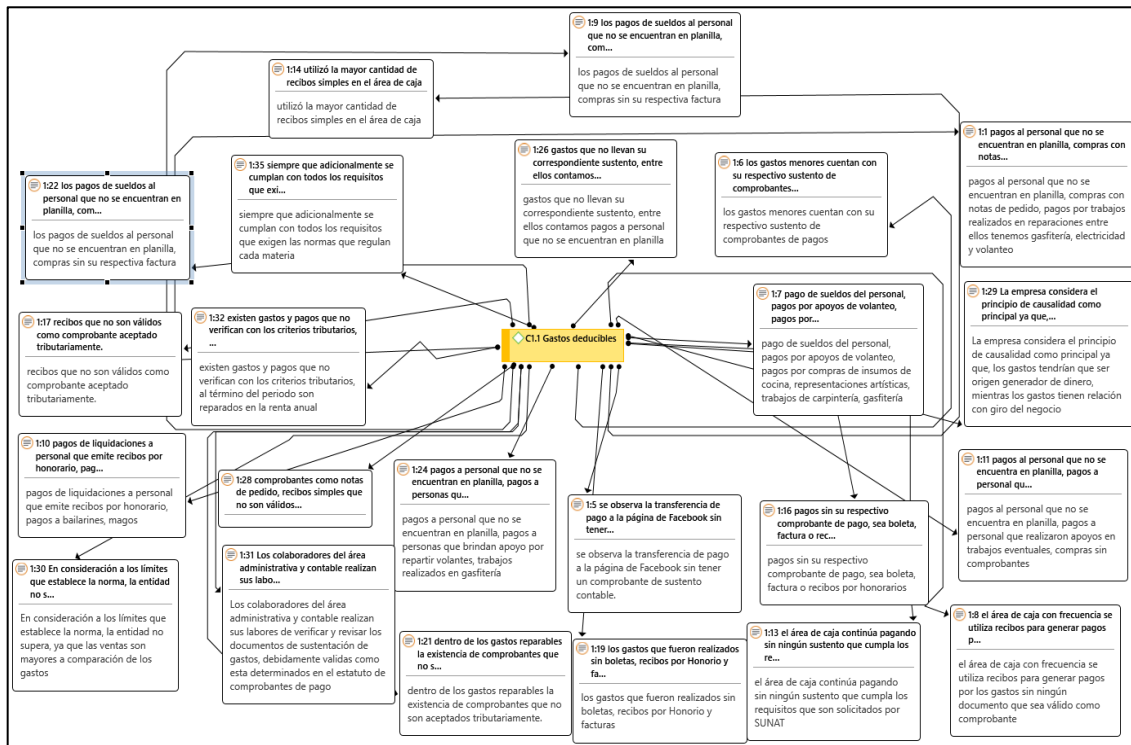 1:9 los pagos de sueldos al personal
que no se encuentran en planilla,
com...
los pagos de sueldos al personal
que no se encuentran en planilla,
compras sin su respectiva factura
1:14 utilizó la mayor cantidad de
recibos simples en el área de caja
utilizó la mayor cantidad de
recibos simples en el área de caja
1:1 pagos al personal que no se
encuentran en planilla, compras con
notas...
pagos al personal que no se
encuentran en planilla, compras con
notas de pedido, pagos por trabajos
realizados en reparaciones entre
ellos tenemos gasfitería, electricidad
y volanteo
1:26 gastos que no llevan su
correspondiente sustento, entre
ellos contamos...
gastos que no llevan su
correspondiente sustento, entre
ellos contamos pagos a personal
que no se encuentran en planilla
1:6 los gastos menores cuentan con
su respectivo sustento de
comprobantes...
los gastos menores cuentan con su
respectivo sustento de
comprobantes de pagos
1:35 siempre que adicionalmente se
cumplan con todos los requisitos
que exi...
siempre que adicionalmente se
cumplan con todos los requisitos
que exigen las normas que regulan
cada materia
1:22 los pagos de sueldos al
personal que no se encuentran en
planilla, com...
los pagos de sueldos al personal
que no se encuentran en planilla,
compras sin su respectiva factura
1:7 pago de sueldos del personal,
pagos por apoyos de volanteo,
pagos por...
pago de sueldos del personal,
pagos por apoyos de volanteo,
pagos por compras de insumos de
cocina, representaciones artísticas,
trabajos de carpintería, gasfitería
1:29 La empresa considera el
principio de causalidad como
principal ya que,...
La empresa considera el principio
de causalidad como principal ya
que, los gastos tendrían que ser
origen generador de dinero,
mientras los gastos tienen relación
con giro del negocio
1:17 recibos que no son válidos
como comprobante aceptado
tributariamente.
recibos que no son válidos como
comprobante aceptado
tributariamente.
1:32 existen gastos y pagos que no
verifican con los criterios tributarios,
...
existen gastos y pagos que no
verifican con los criterios tributarios,
al término del periodo son
reparados en la renta anual
C1.1 Gastos deducibles
1:10 pagos de liquidaciones a
personal que emite recibos por
honorario, pag...
pagos de liquidaciones a personal
que emite recibos por honorario,
pagos a bailarines, magos
1:28 comprobantes como notas
de pedido, recibos simples que
no son válidos...
1:24 pagos a personal que no se
encuentran en planilla, pagos a
personas qu...
pagos a personal que no se
encuentran en planilla, pagos a
personas que brindan apoyo por
repartir volantes, trabajos
realizados en gasfitería
1:5 se observa la transferencia de
pago a la página de Facebook sin
tener...
se observa la transferencia de pago
a la página de Facebook sin tener
un comprobante de sustento
contable.
1:16 pagos sin su respectivo
comprobante de pago, sea boleta,
factura o rec...
pagos sin su respectivo
comprobante de pago, sea boleta,
factura o recibos por honorarios
1:11 pagos al personal que no se
encuentra en planilla, pagos a
personal qu...
pagos al personal que no se
encuentra en planilla, pagos a
personal que realizaron apoyos en
trabajos eventuales, compras sin
comprobantes
1:30 En consideración a los límites
que establece la norma, la entidad
no s...
En consideración a los límites que
establece la norma, la entidad no
supera, ya que las ventas son
mayores a comparación de los
gastos
1:31 Los colaboradores del área
administrativa y contable realizan
sus labo...
Los colaboradores del área
administrativa y contable realizan
sus labores de verificar y revisar los
documentos de sustentación de
gastos, debidamente validas como
esta determinados en el estatuto de
comprobantes de pago
1:21 dentro de los gastos reparables
la existencia de comprobantes que
no s...
dentro de los gastos reparables la
existencia de comprobantes que no
son aceptados tributariamente.
1:19 los gastos que fueron realizados
sin boletas, recibos por Honorio y
fa...
los gastos que fueron realizados sin
boletas, recibos por Honorio y
facturas
1:13 el área de caja continúa pagando
sin ningún sustento que cumpla los
re...
el área de caja continúa pagando
sin ningún sustento que cumpla los
requisitos que son solicitados por
SUNAT
1:8 el área de caja con frecuencia se
utiliza recibos para generar pagos
p...
el área de caja con frecuencia se
utiliza recibos para generar pagos
por los gastos sin ningún
documento que sea válido como
comprobante